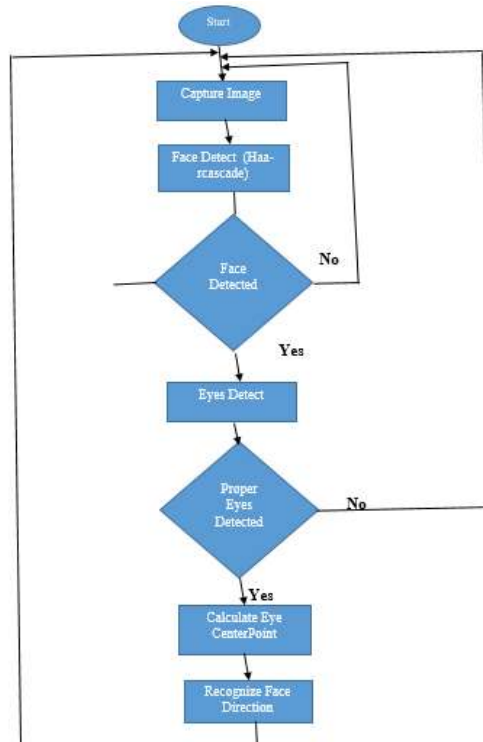 Start
Capture Image
Face Detect (Haa-
rcascade)
Face
Detected
No
Yes
Eyes Detect
Proper
Eyes
Detected
No
Yes
Calculate Eye
CenterPoint
Recognize Face
Direction